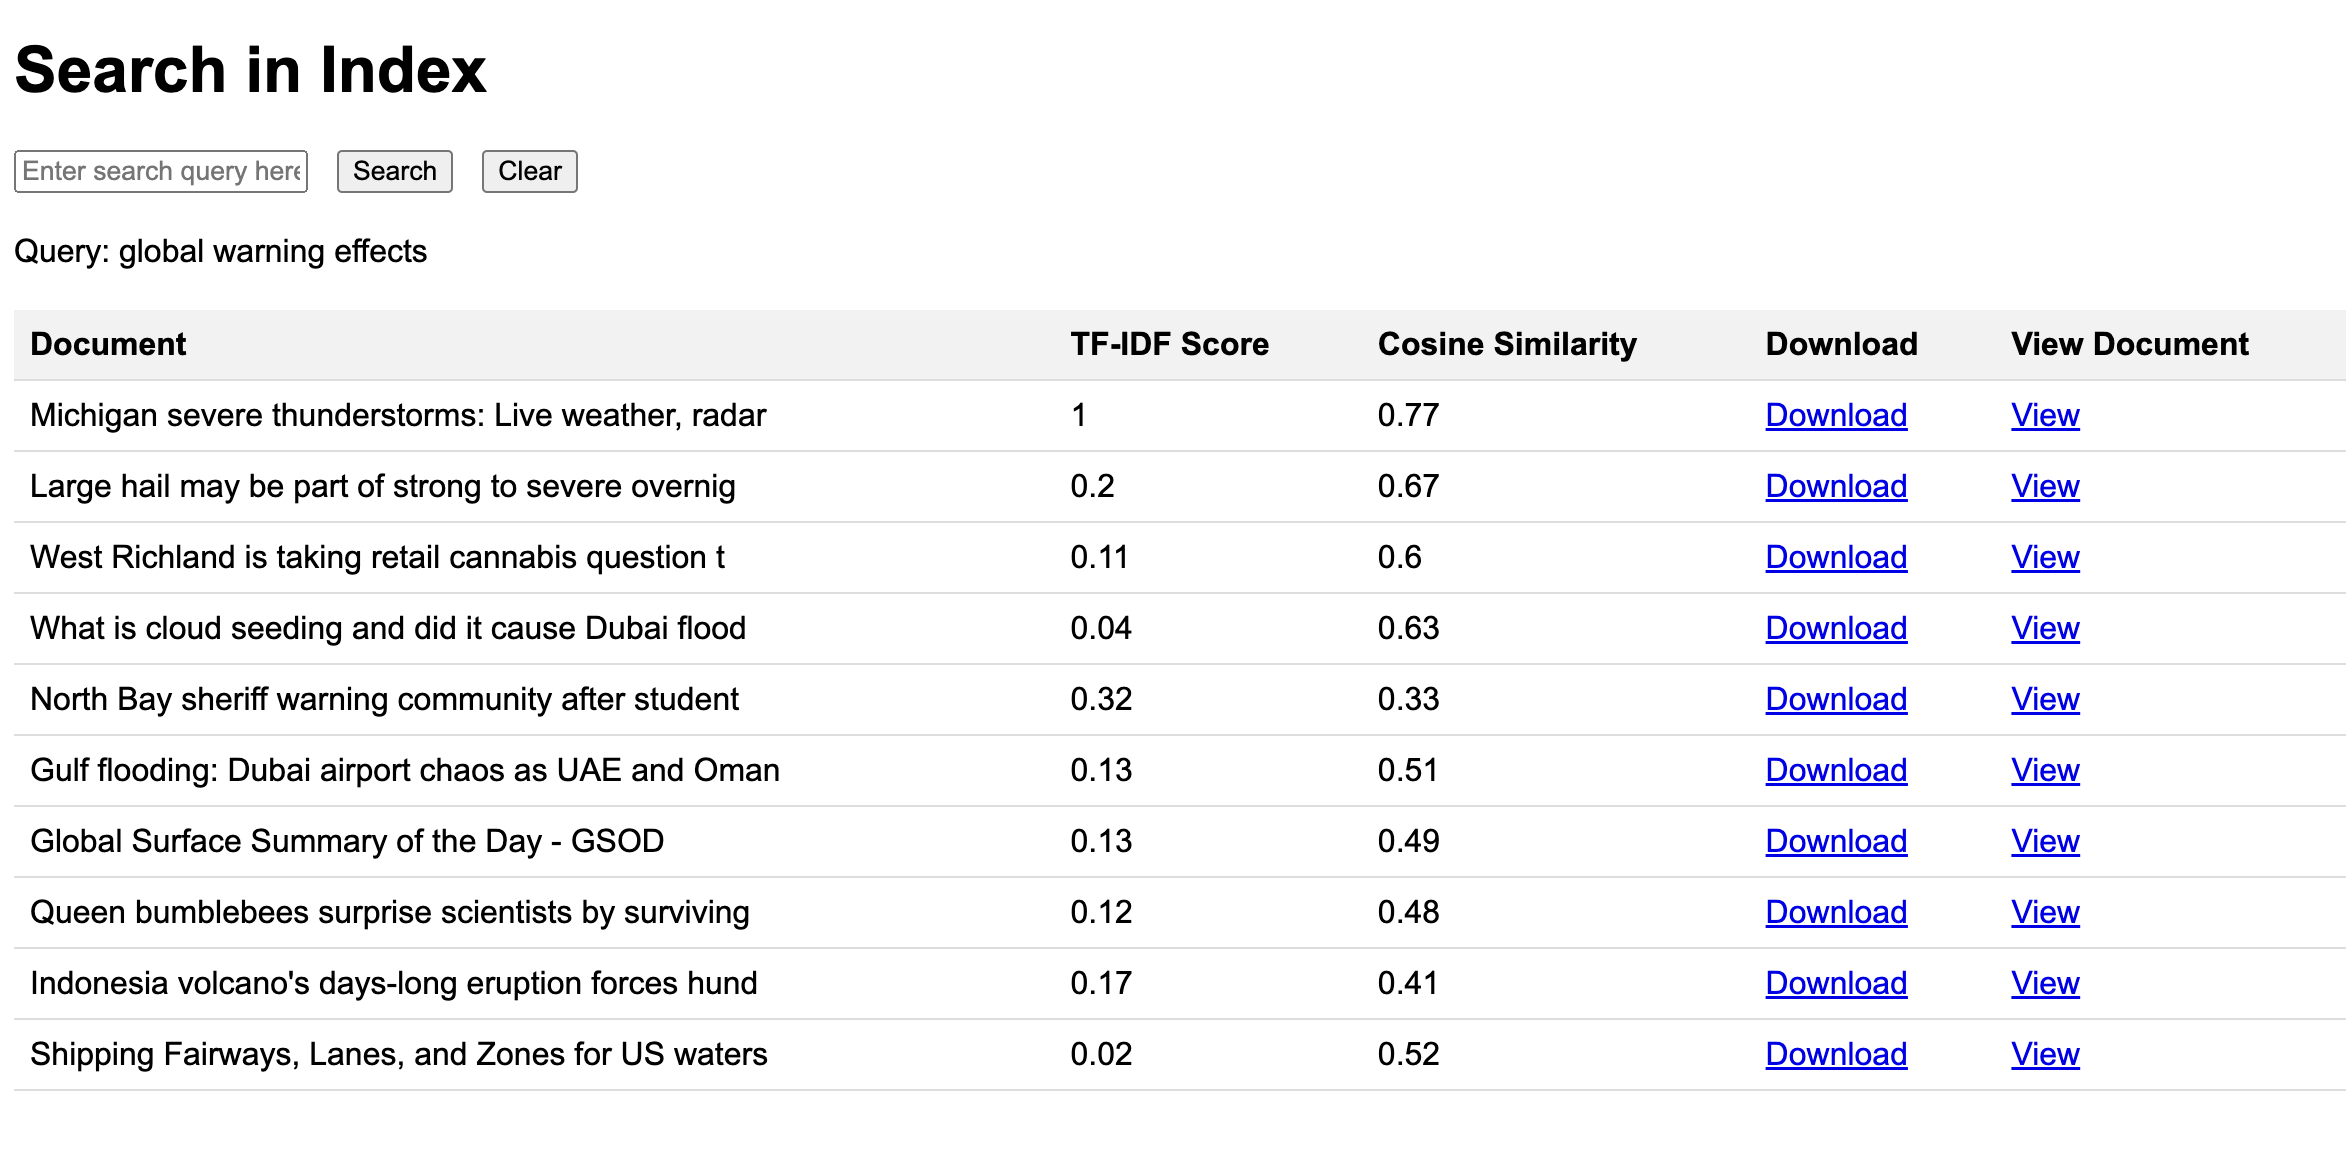 Search in Index
Enter search query here Search Clear
Query: global warning effects
Document TF-IDF Score Cosine Similarity Download View Document
Michigan severe thunderstorms: Live weather, radar 1 0.77 Download View
Large hail may be part of strong to severe overnig 0.2 0.67 Download View
West Richland is taking retail cannabis question t 0.11 0.6 Download View
What is cloud seeding and did it cause Dubai flood 0.04 0.63 Download View
North Bay sheriff warning community after student 0.32 0.33 Download View
Gulf flooding: Dubai airport chaos as UAE and Oman 0.13 0.51 Download View
Global Surface Summary of the Day - GSOD 0.13 0.49 Download View
Queen bumblebees surprise scientists by surviving 0.12 0.48 Download View
Indonesia volcano's days-long eruption forces hund 0.17 0.41 Download View
Shipping Fairways, Lanes, and Zones for US waters 0.02 0.52 Download View